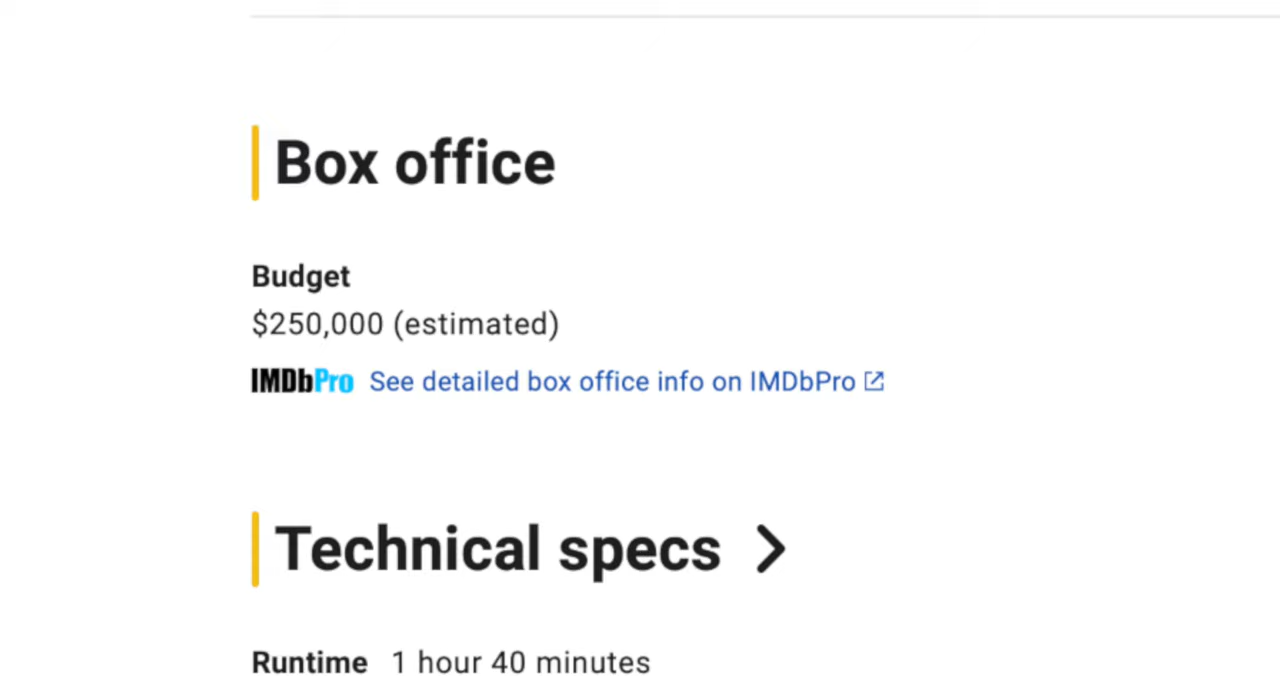 Box office
Budget
$250,000 (estimated)
IMDbPro See detailed box office info on IMDbPro
Technical specs
Runtime 1 hour 40 minutes